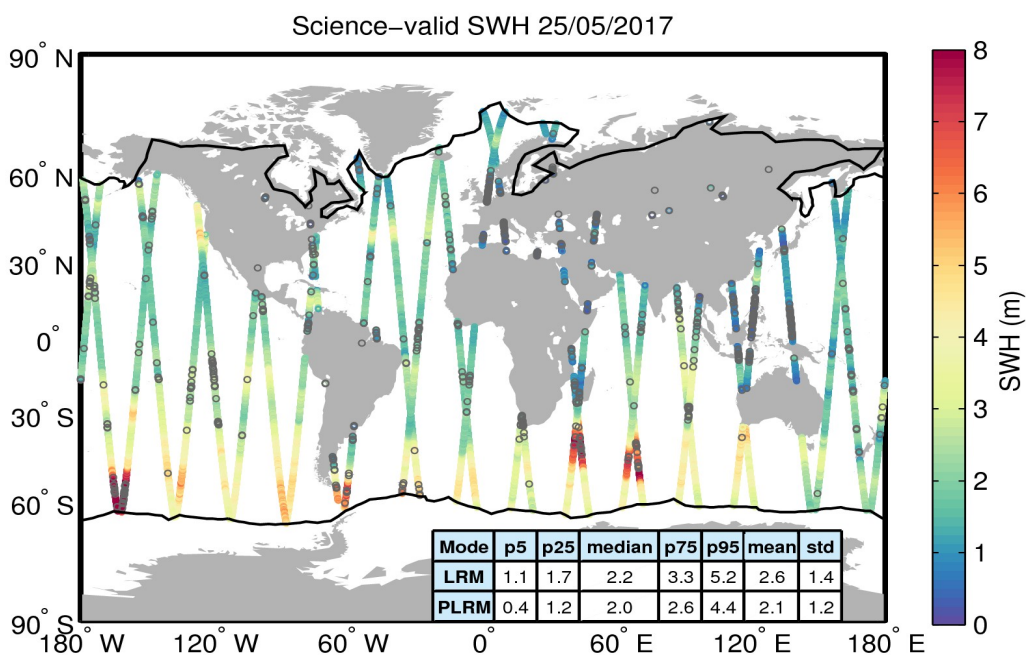 Science−valid SWH 25/05/2017
90° N
60° N
30° N
0°
30° S
60° S
90° S
180° W
120° W
60° W
0°
60° E
120° E
180° E
Mode p5 p25 median p75 p95 mean std
LRM 1.1 1.7 2.2 3.3 5.2 2.6 1.4
PLRM 0.4 1.2 2.0 2.6 4.4 2.1 1.2
8
7
6
5
4
3
2
1
0
SWH (m)